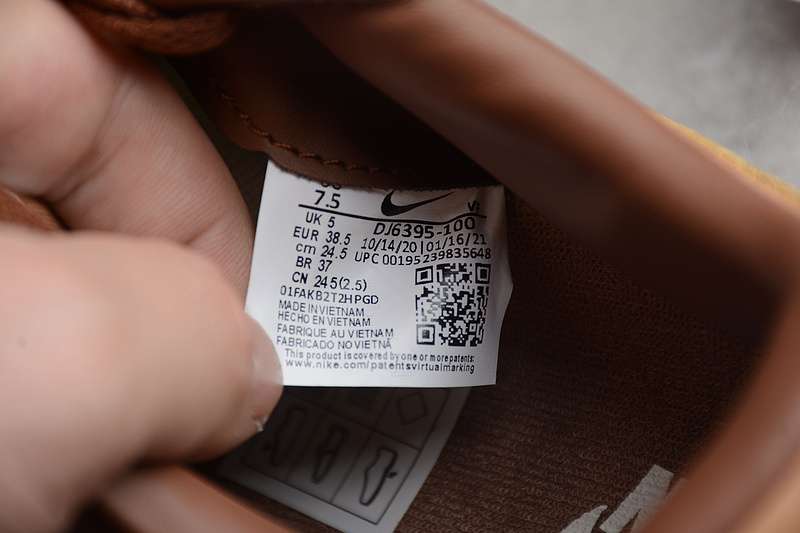 7.5
UK 5 DJ6395-100
EUR 38.5 10/14/20 | 01/16/21
cm 24.5 UPC 00195239835648
BR 37
CN 245(2.5)
01FAKB2T2HPGD
MADE IN VIETNAM
HECHO EN VIETNAM
FABRIQUE AU VIETNAM
FABRICADO NO VIETNÃ
This product is covered by one or more patents:
www.nike.com/patentsvirtualmarking